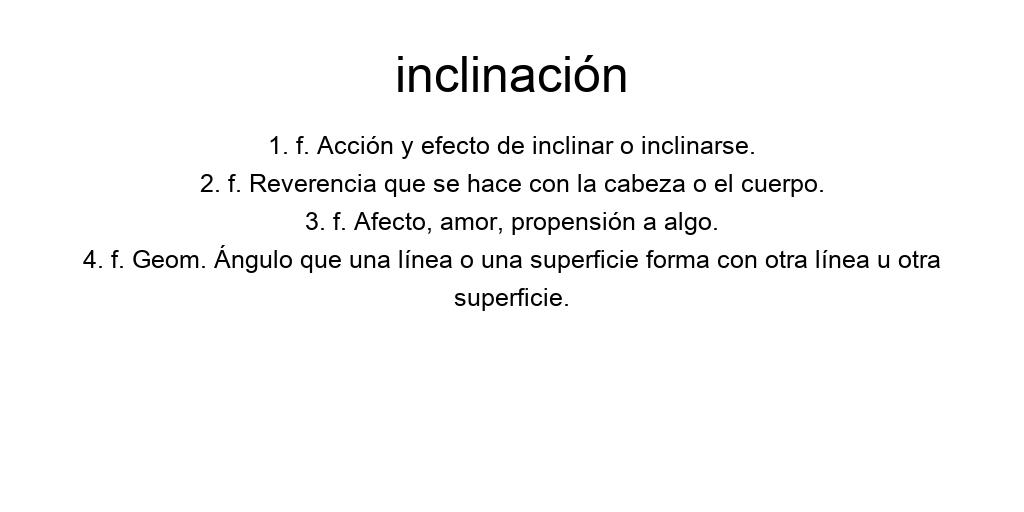 inclinación
1. f. Acción y efecto de inclinar o inclinarse.
2. f. Reverencia que se hace con la cabeza o el cuerpo.
3. f. Afecto, amor, propensión a algo.
4. f. Geom. Ángulo que una línea o una superficie forma con otra línea u otra
superficie.